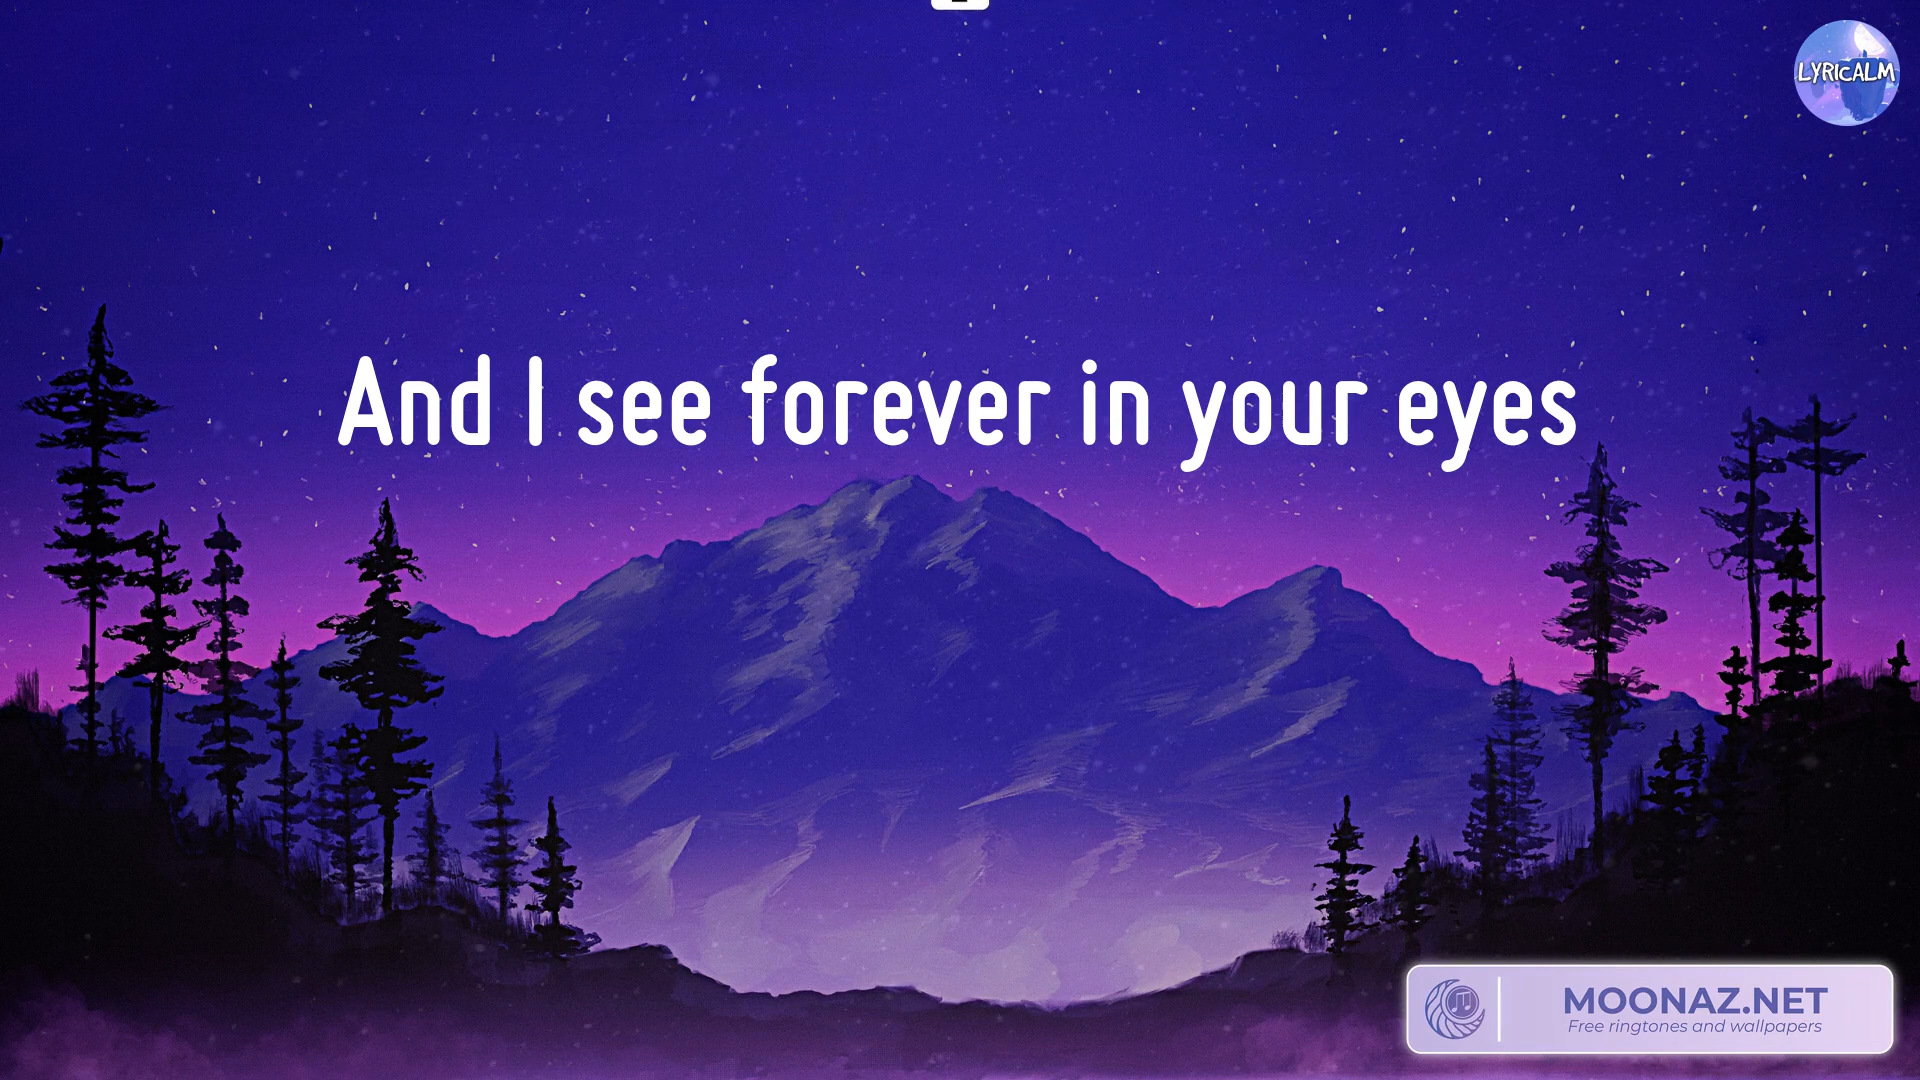 LYRICALM
And I see forever in your eyes
MOONAZ.NET
Free ringtones and wallpapers